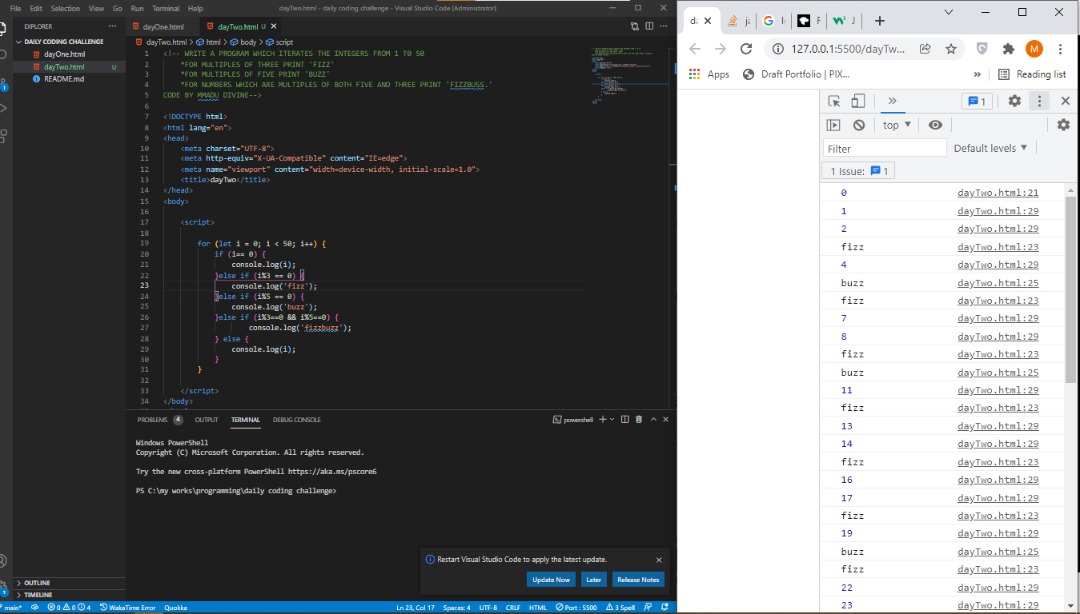 File Edit Selection View Go Run Terminal Help dayTwo.html - daily coding challenge - Visual Studio Code [Administrator]
EXPLORER
DAILY CODING CHALLENGE
dayOne.html
dayTwo.html U
README.md
OUTLINE
TIMELINE
dayOne.html dayTwo.html U
dayTwo.html > html > body > script
1 <!-- WRITE A PROGRAM WHICH ITERATES THE INTEGERS FROM 1 TO 50
2 *FOR MULTIPLES OF THREE PRINT 'FIZZ'
3 *FOR MULTIPLES OF FIVE PRINT 'BUZZ'
4 *FOR NUMBERS WHICH ARE MULTIPLES OF BOTH FIVE AND THREE PRINT 'FIZZBUSS.'
5 CODE BY MMADU DIVINE-->
6
7 <!DOCTYPE html>
8 <html lang="en">
9 <head>
10 <meta charset="UTF-8">
11 <meta http-equiv="X-UA-Compatible" content="IE=edge">
12 <meta name="viewport" content="width=device-width, initial-scale=1.0">
13 <title>dayTwo</title>
14 </head>
15 <body>
16
17 <script>
18
19 for (let i = 0; i < 50; i++) {
20 if (i== 0) {
21 console.log(i);
22 }else if (i%3 == 0) {
23 console.log('fizz');
24 }else if (i%5 == 0) {
25 console.log('buzz');
26 }else if (i%3==0 && i%5==0) {
27 console.log('fizzbuzz');
28 } else {
29 console.log(i);
30 }
31 }
32
33 </script>
34 </body>
PROBLEMS 4 OUTPUT TERMINAL DEBUG CONSOLE powershell
Windows PowerShell
Copyright (C) Microsoft Corporation. All rights reserved.
Try the new cross-platform PowerShell https://aka.ms/pscore6
PS C:\my works\programming\daily coding challenge>
Restart Visual Studio Code to apply the latest update.
Update Now Later Release Notes
main* 0 0 4 WakaTime Error Quokka Ln 23, Col 17 Spaces: 4 UTF-8 CRLF HTML Port : 5500 3 Spell
127.0.0.1:5500/dayTw... M
Apps Draft Portfolio | PIX... » Reading list
» 1
top
Filter Default levels
1 Issue: 1
0 dayTwo.html:21
1 dayTwo.html:29
2 dayTwo.html:29
fizz dayTwo.html:23
4 dayTwo.html:29
buzz dayTwo.html:25
fizz dayTwo.html:23
7 dayTwo.html:29
8 dayTwo.html:29
fizz dayTwo.html:23
buzz dayTwo.html:25
11 dayTwo.html:29
fizz dayTwo.html:23
13 dayTwo.html:29
14 dayTwo.html:29
fizz dayTwo.html:23
16 dayTwo.html:29
17 dayTwo.html:29
fizz dayTwo.html:23
19 dayTwo.html:29
buzz dayTwo.html:25
fizz dayTwo.html:23
22 dayTwo.html:29
23 dayTwo.html:29